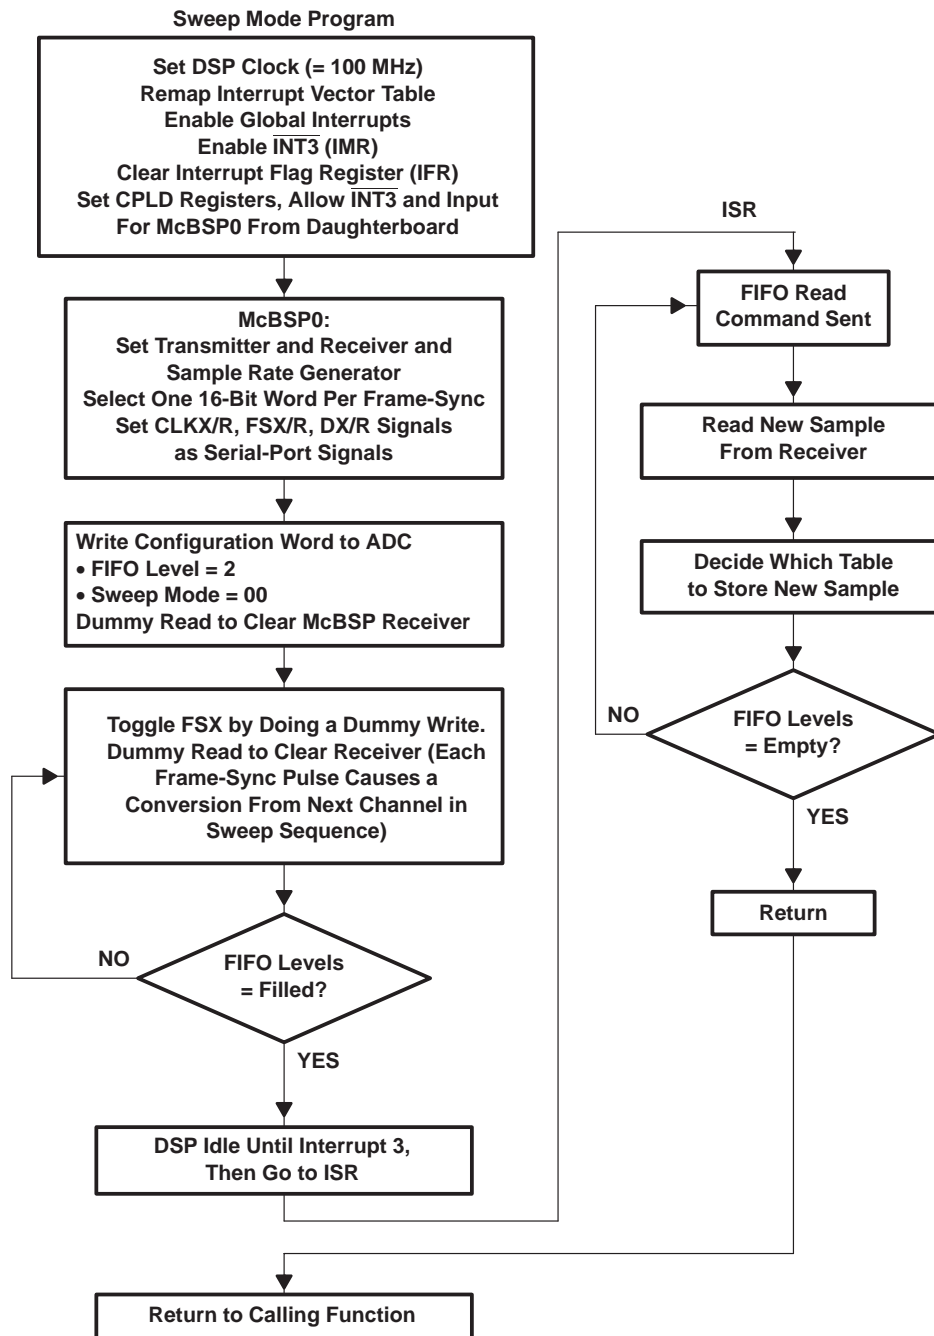 Sweep Mode Program
Set DSP Clock (= 100 MHz)
Remap Interrupt Vector Table
Enable Global Interrupts
Enable INT3 (IMR)
Clear Interrupt Flag Register (IFR)
Set CPLD Registers, Allow INT3 and Input
For McBSP0 From Daughterboard
McBSP0:
Set Transmitter and Receiver and
Sample Rate Generator
Select One 16-Bit Word Per Frame-Sync
Set CLKX/R, FSX/R, DX/R Signals
as Serial-Port Signals
Write Configuration Word to ADC
• FIFO Level = 2
• Sweep Mode = 00
Dummy Read to Clear McBSP Receiver
Toggle FSX by Doing a Dummy Write.
Dummy Read to Clear Receiver (Each
Frame-Sync Pulse Causes a
Conversion From Next Channel in
Sweep Sequence)
NO
FIFO Levels
= Filled?
YES
DSP Idle Until Interrupt 3,
Then Go to ISR
ISR
FIFO Read
Command Sent
Read New Sample
From Receiver
Decide Which Table
to Store New Sample
NO
FIFO Levels
= Empty?
YES
Return
Return to Calling Function